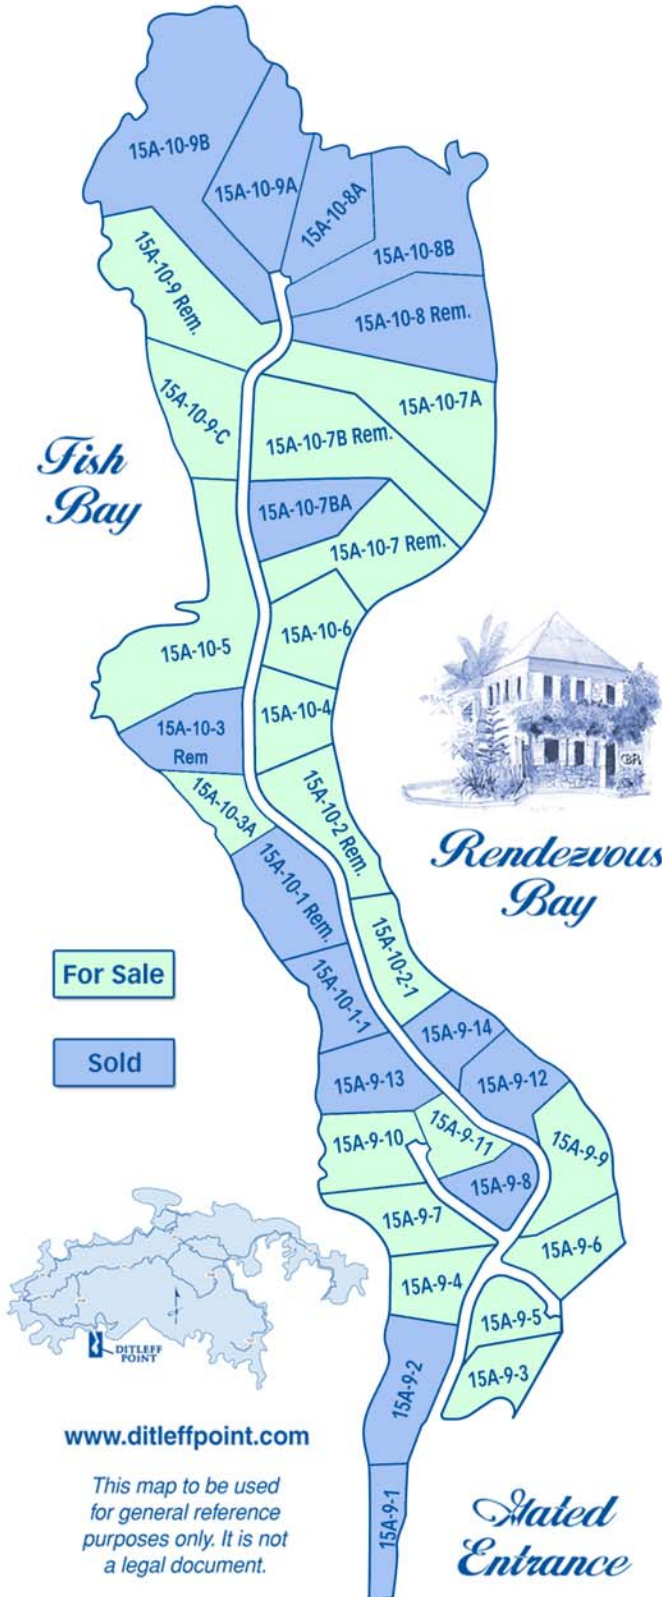 15A-10-9B
15A-10-9A
15A-10-8A
15A-10-8B
15A-10-9 Rem.
15A-10-8 Rem.
15A-10-7A
15A-10-9-C
15A-10-7B Rem.
Fish
Bay
15A-10-7BA
15A-10-7 Rem.
15A-10-6
15A-10-5
15A-10-4
15A-10-3
Rem
15A-10-3A
15A-10-2 Rem.
Rendezvous
Bay
15A-10-1 Rem.
15A-10-2-1
For Sale
15A-10-1-1
15A-9-14
Sold
15A-9-13
15A-9-12
15A-9-10
15A-9-11
15A-9-9
15A-9-8
15A-9-7
15A-9-6
15A-9-4
15A-9-5
DITLEFF
POINT
15A-9-3
15A-9-2
www.ditleffpoint.com
This map to be used
for general reference
purposes only. It is not
a legal document.
15A-9-1
Gated
Entrance